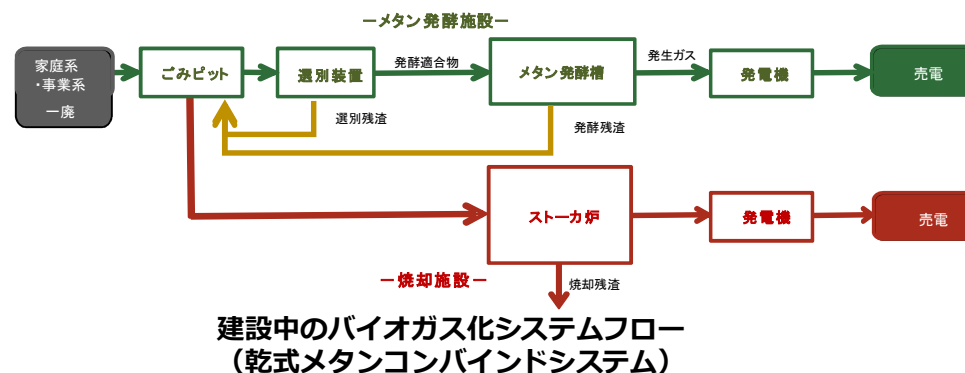 ーメタン発酵施設ー
家庭系
・事業系
一廃
ごみピット
選別装置
発酵適合物
メタン発酵槽
発生ガス
発電機
売電
選別残渣
発酵残渣
ストーカ炉
発電機
売電
ー焼却施設ー
焼却残渣
建設中のバイオガス化システムフロー
（乾式メタンコンバインドシステム）